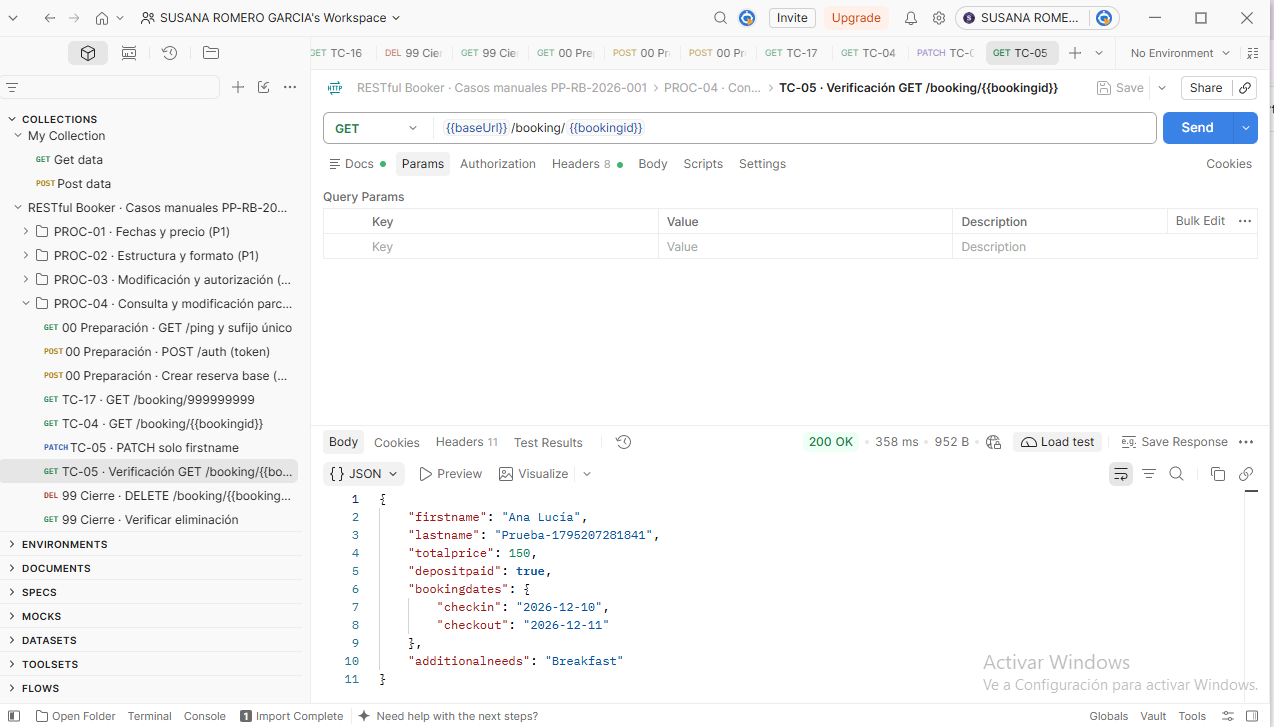 SUSANA ROMERO GARCIA's Workspace
Invite
Upgrade
SUSANA ROME...
GET TC-16
DEL 99 Cier
GET 99 Cier
GET 00 Pre
POST 00 Pr
POST 00 Pr
GET TC-17
GET TC-04
PATCH TC-0
GET TC-05
No Environment
RESTful Booker · Casos manuales PP-RB-2026-001 > PROC-04 · Con... > TC-05 · Verificación GET /booking/{{bookingid}}
Save
Share
COLLECTIONS
My Collection
GET Get data
POST Post data
RESTful Booker · Casos manuales PP-RB-20...
PROC-01 · Fechas y precio (P1)
PROC-02 · Estructura y formato (P1)
PROC-03 · Modificación y autorización (...
PROC-04 · Consulta y modificación parc...
GET 00 Preparación · GET /ping y sufijo único
POST 00 Preparación · POST /auth (token)
POST 00 Preparación · Crear reserva base (...
GET TC-17 · GET /booking/999999999
GET TC-04 · GET /booking/{{bookingid}}
PATCH TC-05 · PATCH solo firstname
GET TC-05 · Verificación GET /booking/{{bo...
DEL 99 Cierre · DELETE /booking/{{booking...
GET 99 Cierre · Verificar eliminación
ENVIRONMENTS
DOCUMENTS
SPECS
MOCKS
DATASETS
TOOLSETS
FLOWS
HTTP
GET
{{baseUrl}} /booking/ {{bookingid}}
Send
Docs
Params
Authorization
Headers 8
Body
Scripts
Settings
Cookies
Query Params
Key
Value
Description
Bulk Edit
Key
Value
Description
Body
Cookies
Headers 11
Test Results
200 OK
358 ms
952 B
Load test
e.g. Save Response
{ } JSON
Preview
Visualize
1 {
2 "firstname": "Ana Lucía",
3 "lastname": "Prueba-1795207281841",
4 "totalprice": 150,
5 "depositpaid": true,
6 "bookingdates": {
7 "checkin": "2026-12-10",
8 "checkout": "2026-12-11"
9 },
10 "additionalneeds": "Breakfast"
11 }
Activar Windows
Ve a Configuración para activar Windows.
Open Folder
Terminal
Console
1 Import Complete
Need help with the next steps?
Globals
Vault
Tools